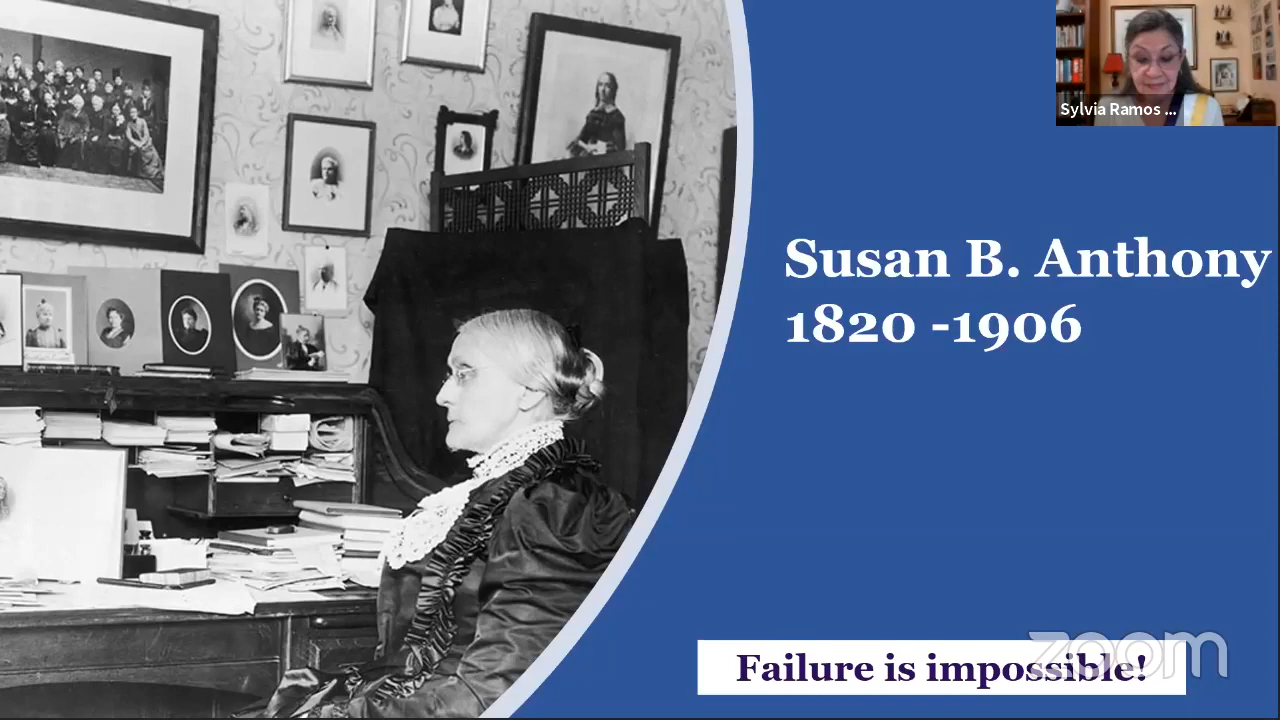 Sylvia Ramos ...
Susan B. Anthony
1820 -1906
Failure is impossible!
zoom